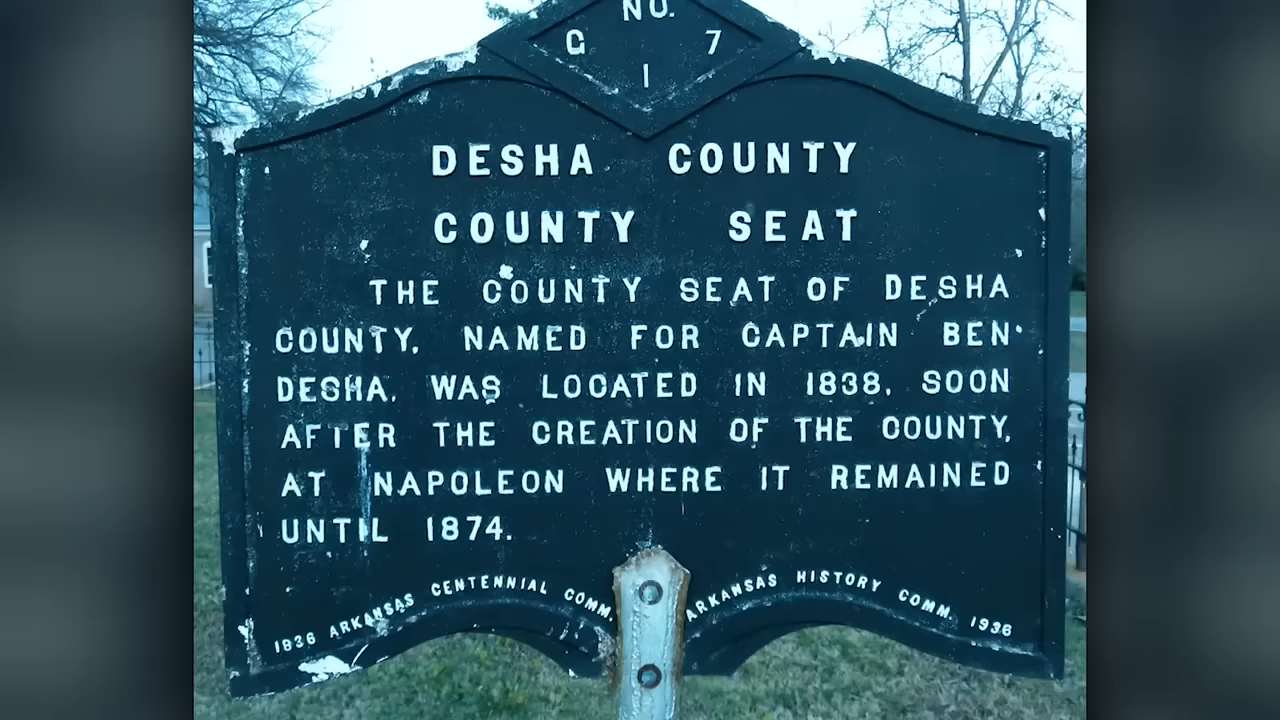 NO.
G 7
1
DESHA COUNTY
COUNTY SEAT
THE COUNTY SEAT OF DESHA
COUNTY, NAMED FOR CAPTAIN BEN
DESHA, WAS LOCATED IN 1838, SOON
AFTER THE CREATION OF THE COUNTY,
AT NAPOLEON WHERE IT REMAINED
UNTIL 1874.
1836 ARKANSAS CENTENNIAL COMM. ARKANSAS HISTORY COMM. 1936